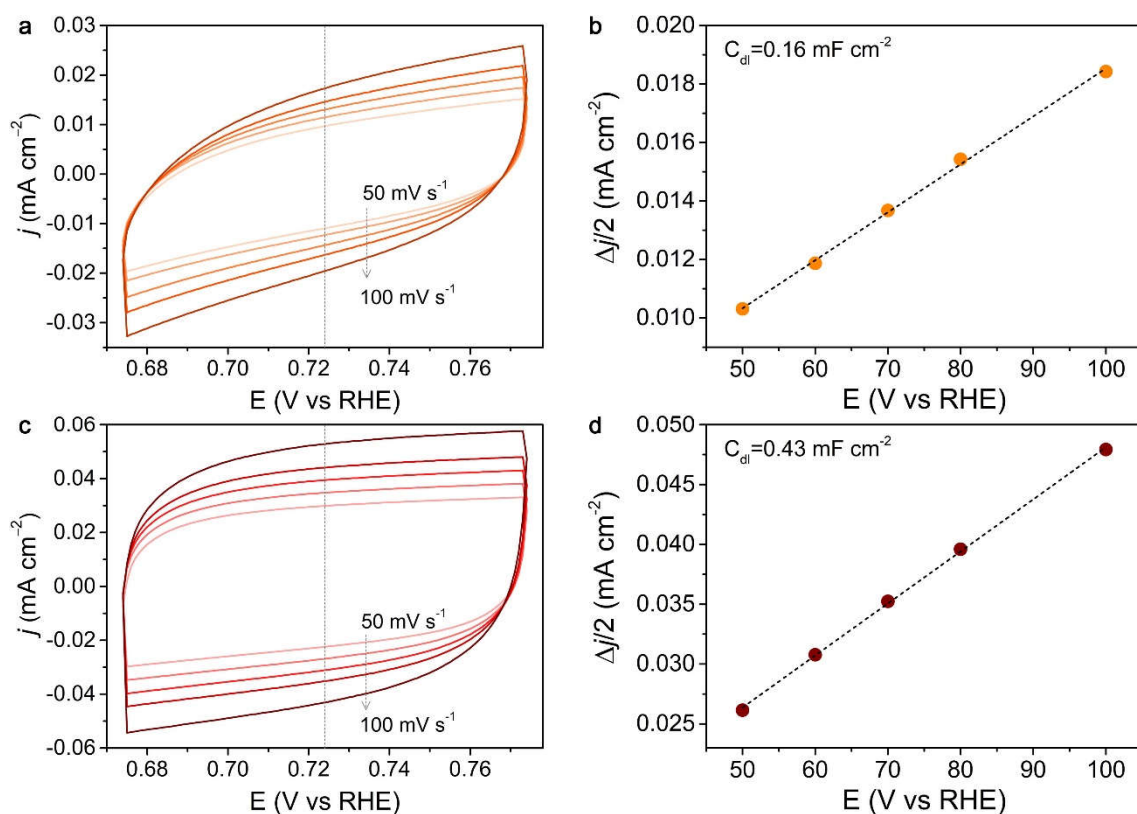 a
0.03
0.02
0.01
0.00
-0.01
-0.02
-0.03
j (mA cm⁻²)
50 mV s⁻¹
100 mV s⁻¹
0.68 0.70 0.72 0.74 0.76
E (V vs RHE)
b
C_dl=0.16 mF cm⁻²
0.020
0.018
0.016
0.014
0.012
0.010
Δj/2 (mA cm⁻²)
50 60 70 80 90 100
E (V vs RHE)
c
0.06
0.04
0.02
0.00
-0.02
-0.04
-0.06
j (mA cm⁻²)
50 mV s⁻¹
100 mV s⁻¹
0.68 0.70 0.72 0.74 0.76
E (V vs RHE)
d
C_dl=0.43 mF cm⁻²
0.050
0.045
0.040
0.035
0.030
0.025
Δj/2 (mA cm⁻²)
50 60 70 80 90 100
E (V vs RHE)